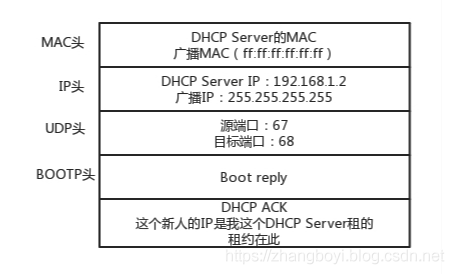 MAC头
DHCP Server的MAC
广播MAC（ff:ff:ff:ff:ff:ff）
IP头
DHCP Server IP：192.168.1.2
广播IP：255.255.255.255
UDP头
源端口：67
目标端口：68
BOOTP头
Boot reply
DHCP ACK
这个新人的IP是我这个DHCP Server租的
租约在此
https://zhangboyi.blog.csdn.net